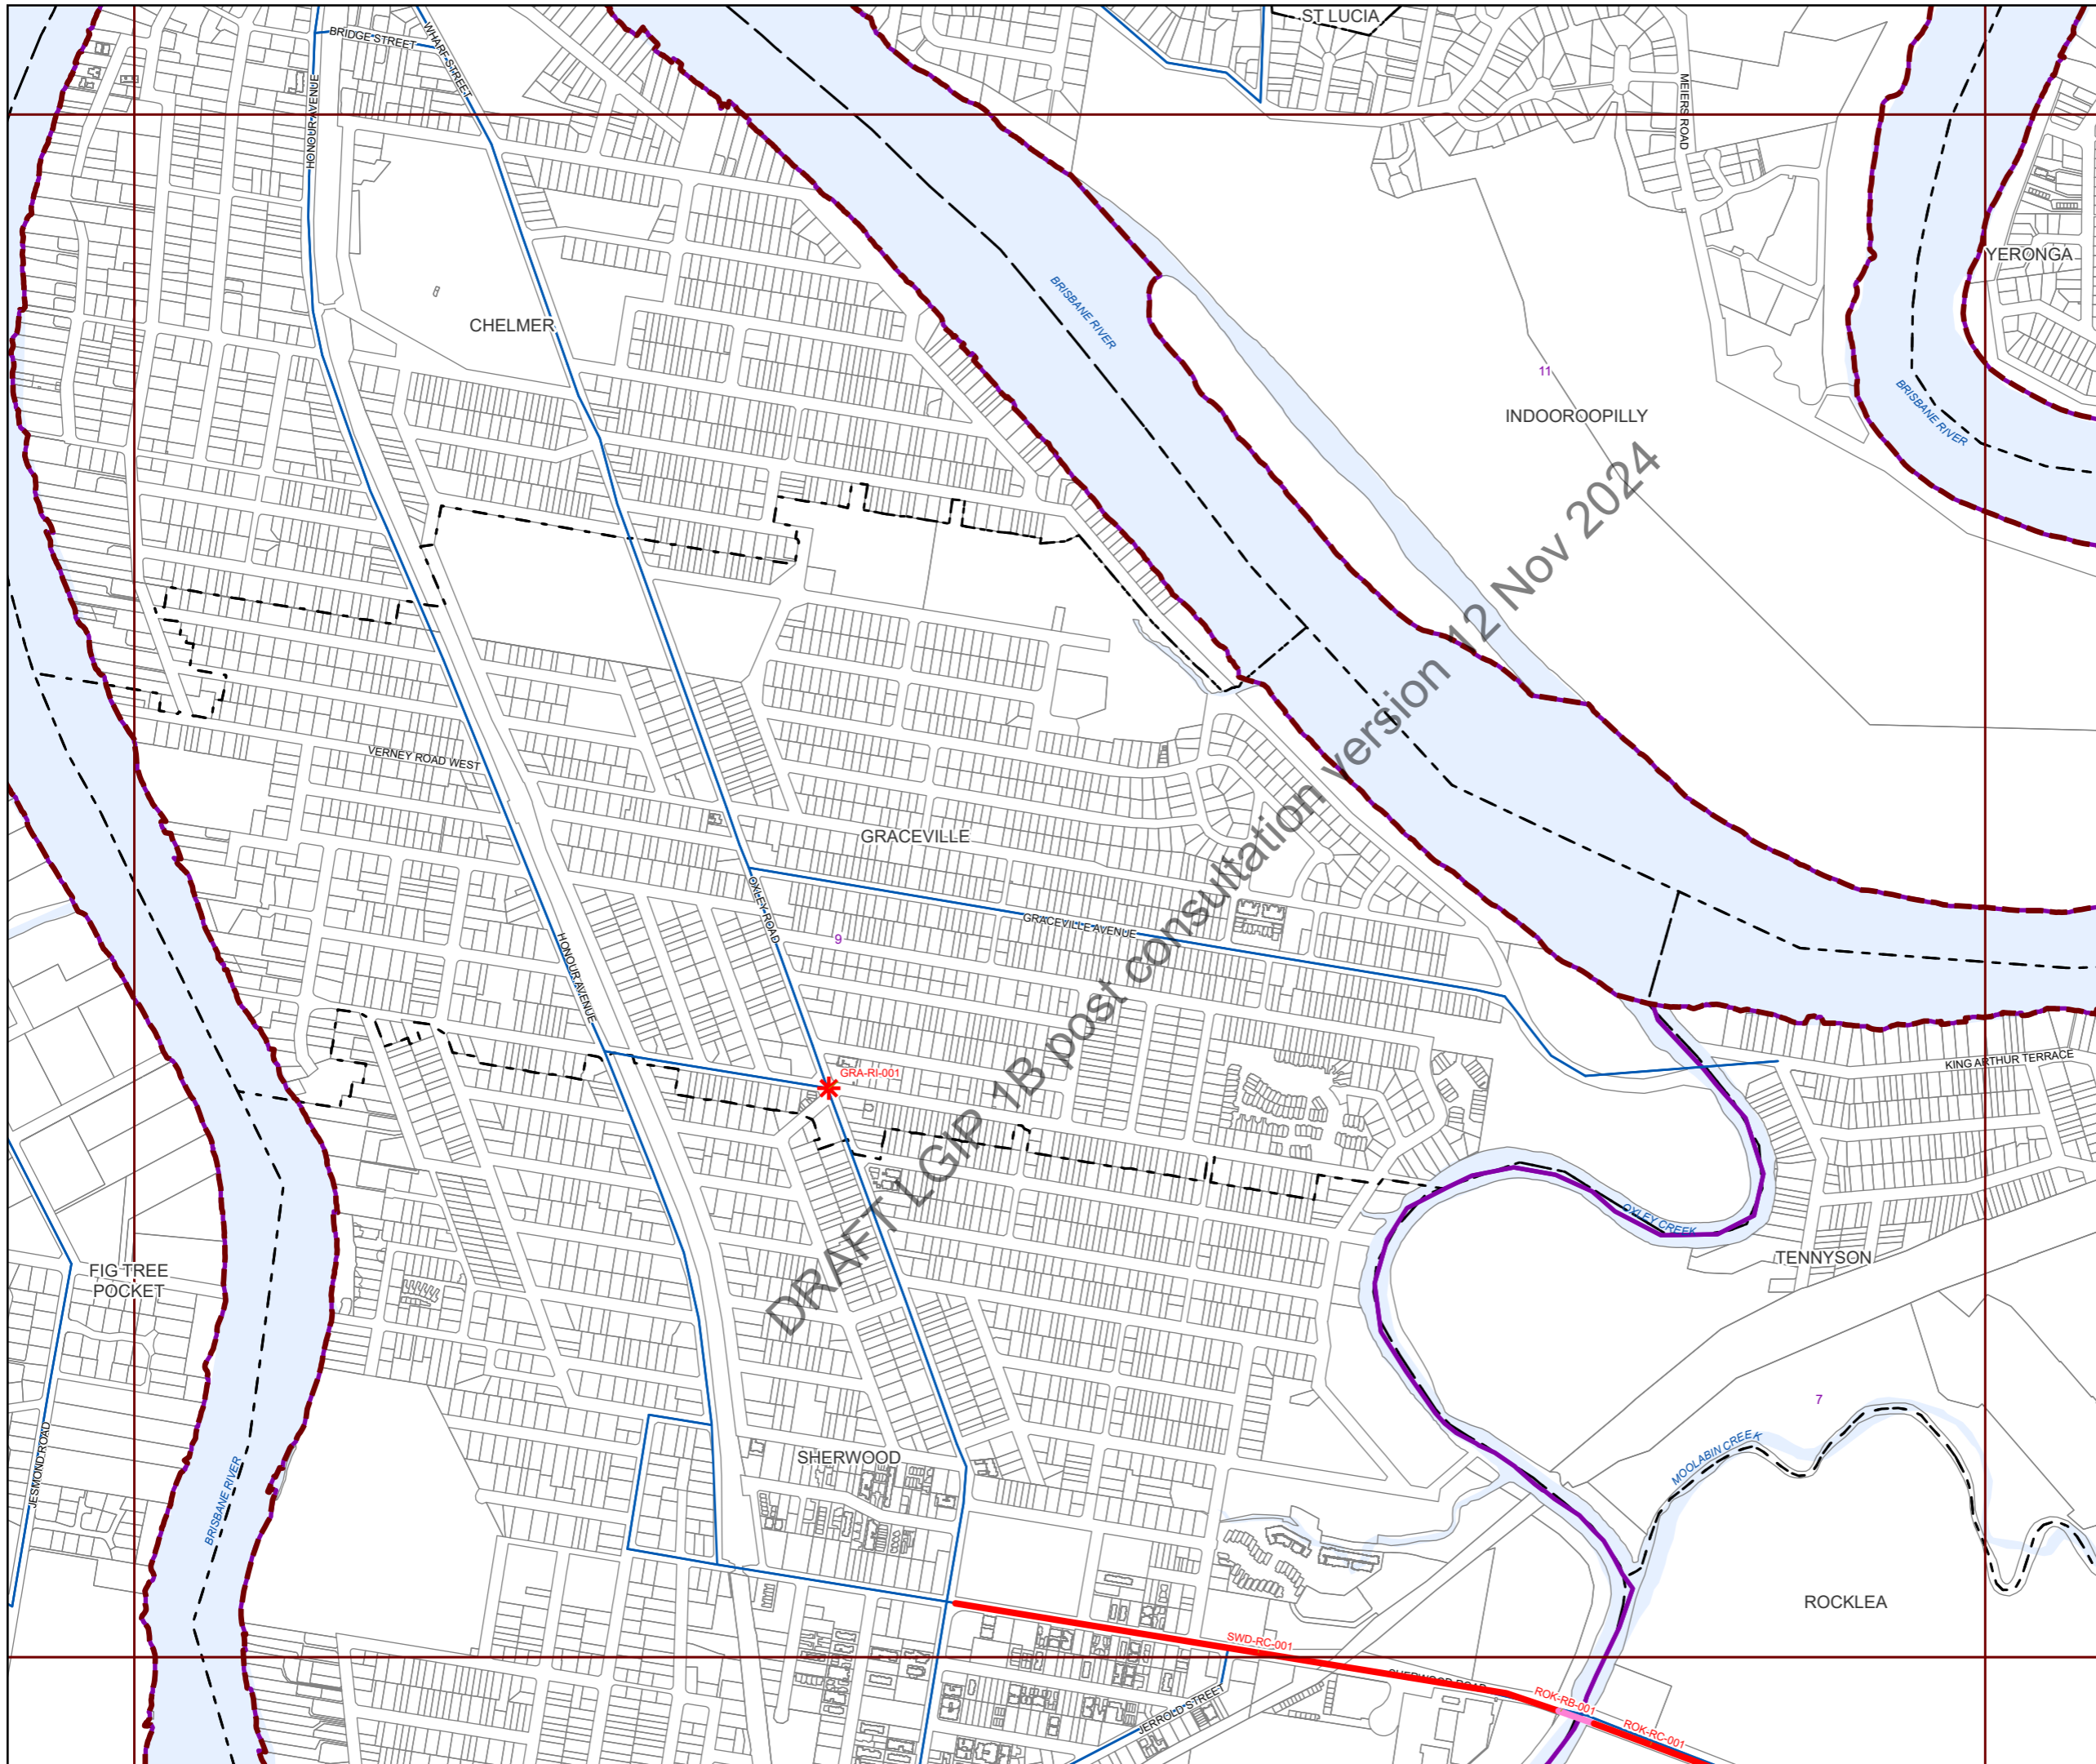 ST LUCIA
BRIDGE STREET
WHARF STREET
HONOUR AVENUE
MEIERS ROAD
YERONGA
BRISBANE RIVER
CHELMER
11
INDOOROOPILLY
BRISBANE RIVER
VERNEY ROAD WEST
GRACEVILLE
OXLEY ROAD
GRACEVILLE AVENUE
9
HONOUR AVENUE
DRAFT LGIP 1B post consultation version 12 Nov 2024
GRA-RI-001
KING ARTHUR TERRACE
OXLEY CREEK
TENNYSON
FIG TREE
POCKET
7
JESMOND ROAD
BRISBANE RIVER
SHERWOOD
MOOLABIN CREEK
ROCKLEA
SWD-RC-001
SHERWOOD ROAD
ROK-RB-001
ROK-RC-001
JERROLD STREET